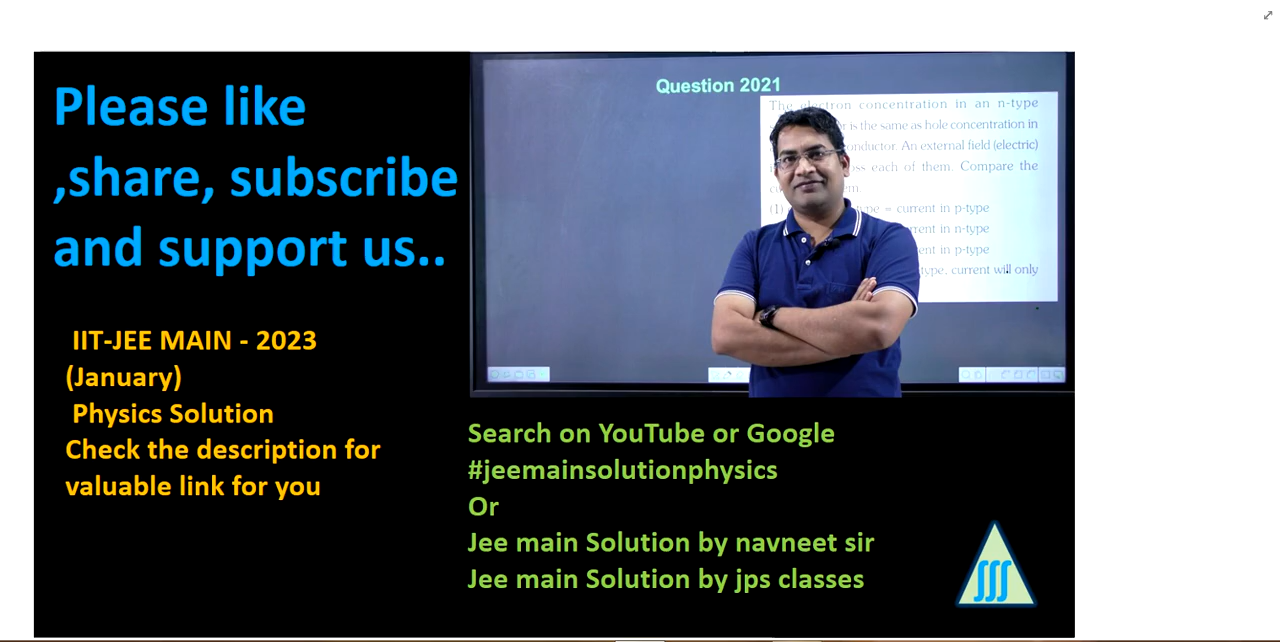 Please like
,share, subscribe
and support us..
IIT-JEE MAIN - 2023
(January)
Physics Solution
Check the description for
valuable link for you
Question 2021
The electron concentration in an n-type
is the same as hole concentration in
An external field (electric)
each of them. Compare the
(1) type = current in p-type
in n-type
in p-type
type, current will only
Search on YouTube or Google
#jeemainsolutionphysics
Or
Jee main Solution by navneet sir
Jee main Solution by jps classes